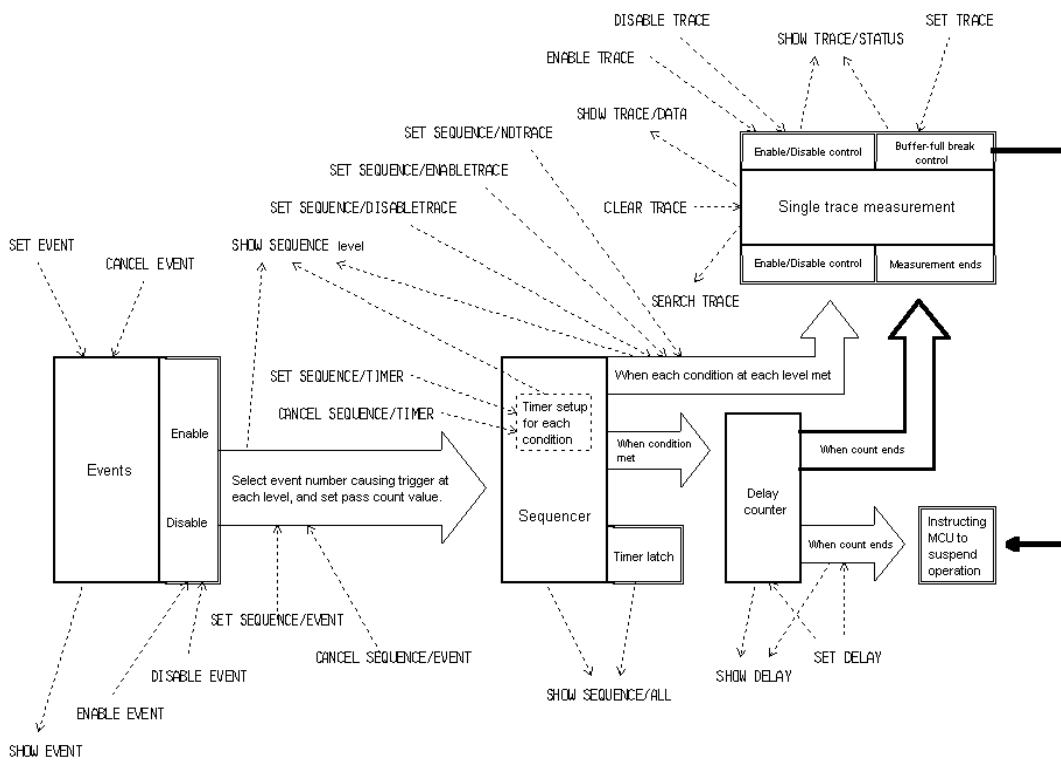 DISABLE TRACE
SET TRACE
SHOW TRACE/STATUS
ENABLE TRACE
SHOW TRACE/DATA
SET SEQUENCE/NOTRACE
Enable/Disable control
Buffer-full break
control
SET SEQUENCE/ENABLETRACE
Single trace measurement
SET SEQUENCE/DISABLETRACE
CLEAR TRACE
SET EVENT
SHOW SEQUENCE level
CANCEL EVENT
Enable/Disable control
Measurement ends
SEARCH TRACE
When each condition at each level met
SET SEQUENCE/TIMER
CANCEL SEQUENCE/TIMER
Timer setup
for each
condition
Enable
When condition
met
When count ends
Events
Select event number causing trigger at
each level, and set pass count value.
Delay
counter
Sequencer
Disable
Instructing
MCU to
suspend
operation
Timer latch
When count ends
SET SEQUENCE/EVENT
CANCEL SEQUENCE/EVENT
SET DELAY
DISABLE EVENT
SHOW DELAY
SHOW SEQUENCE/ALL
ENABLE EVENT
SHOW EVENT